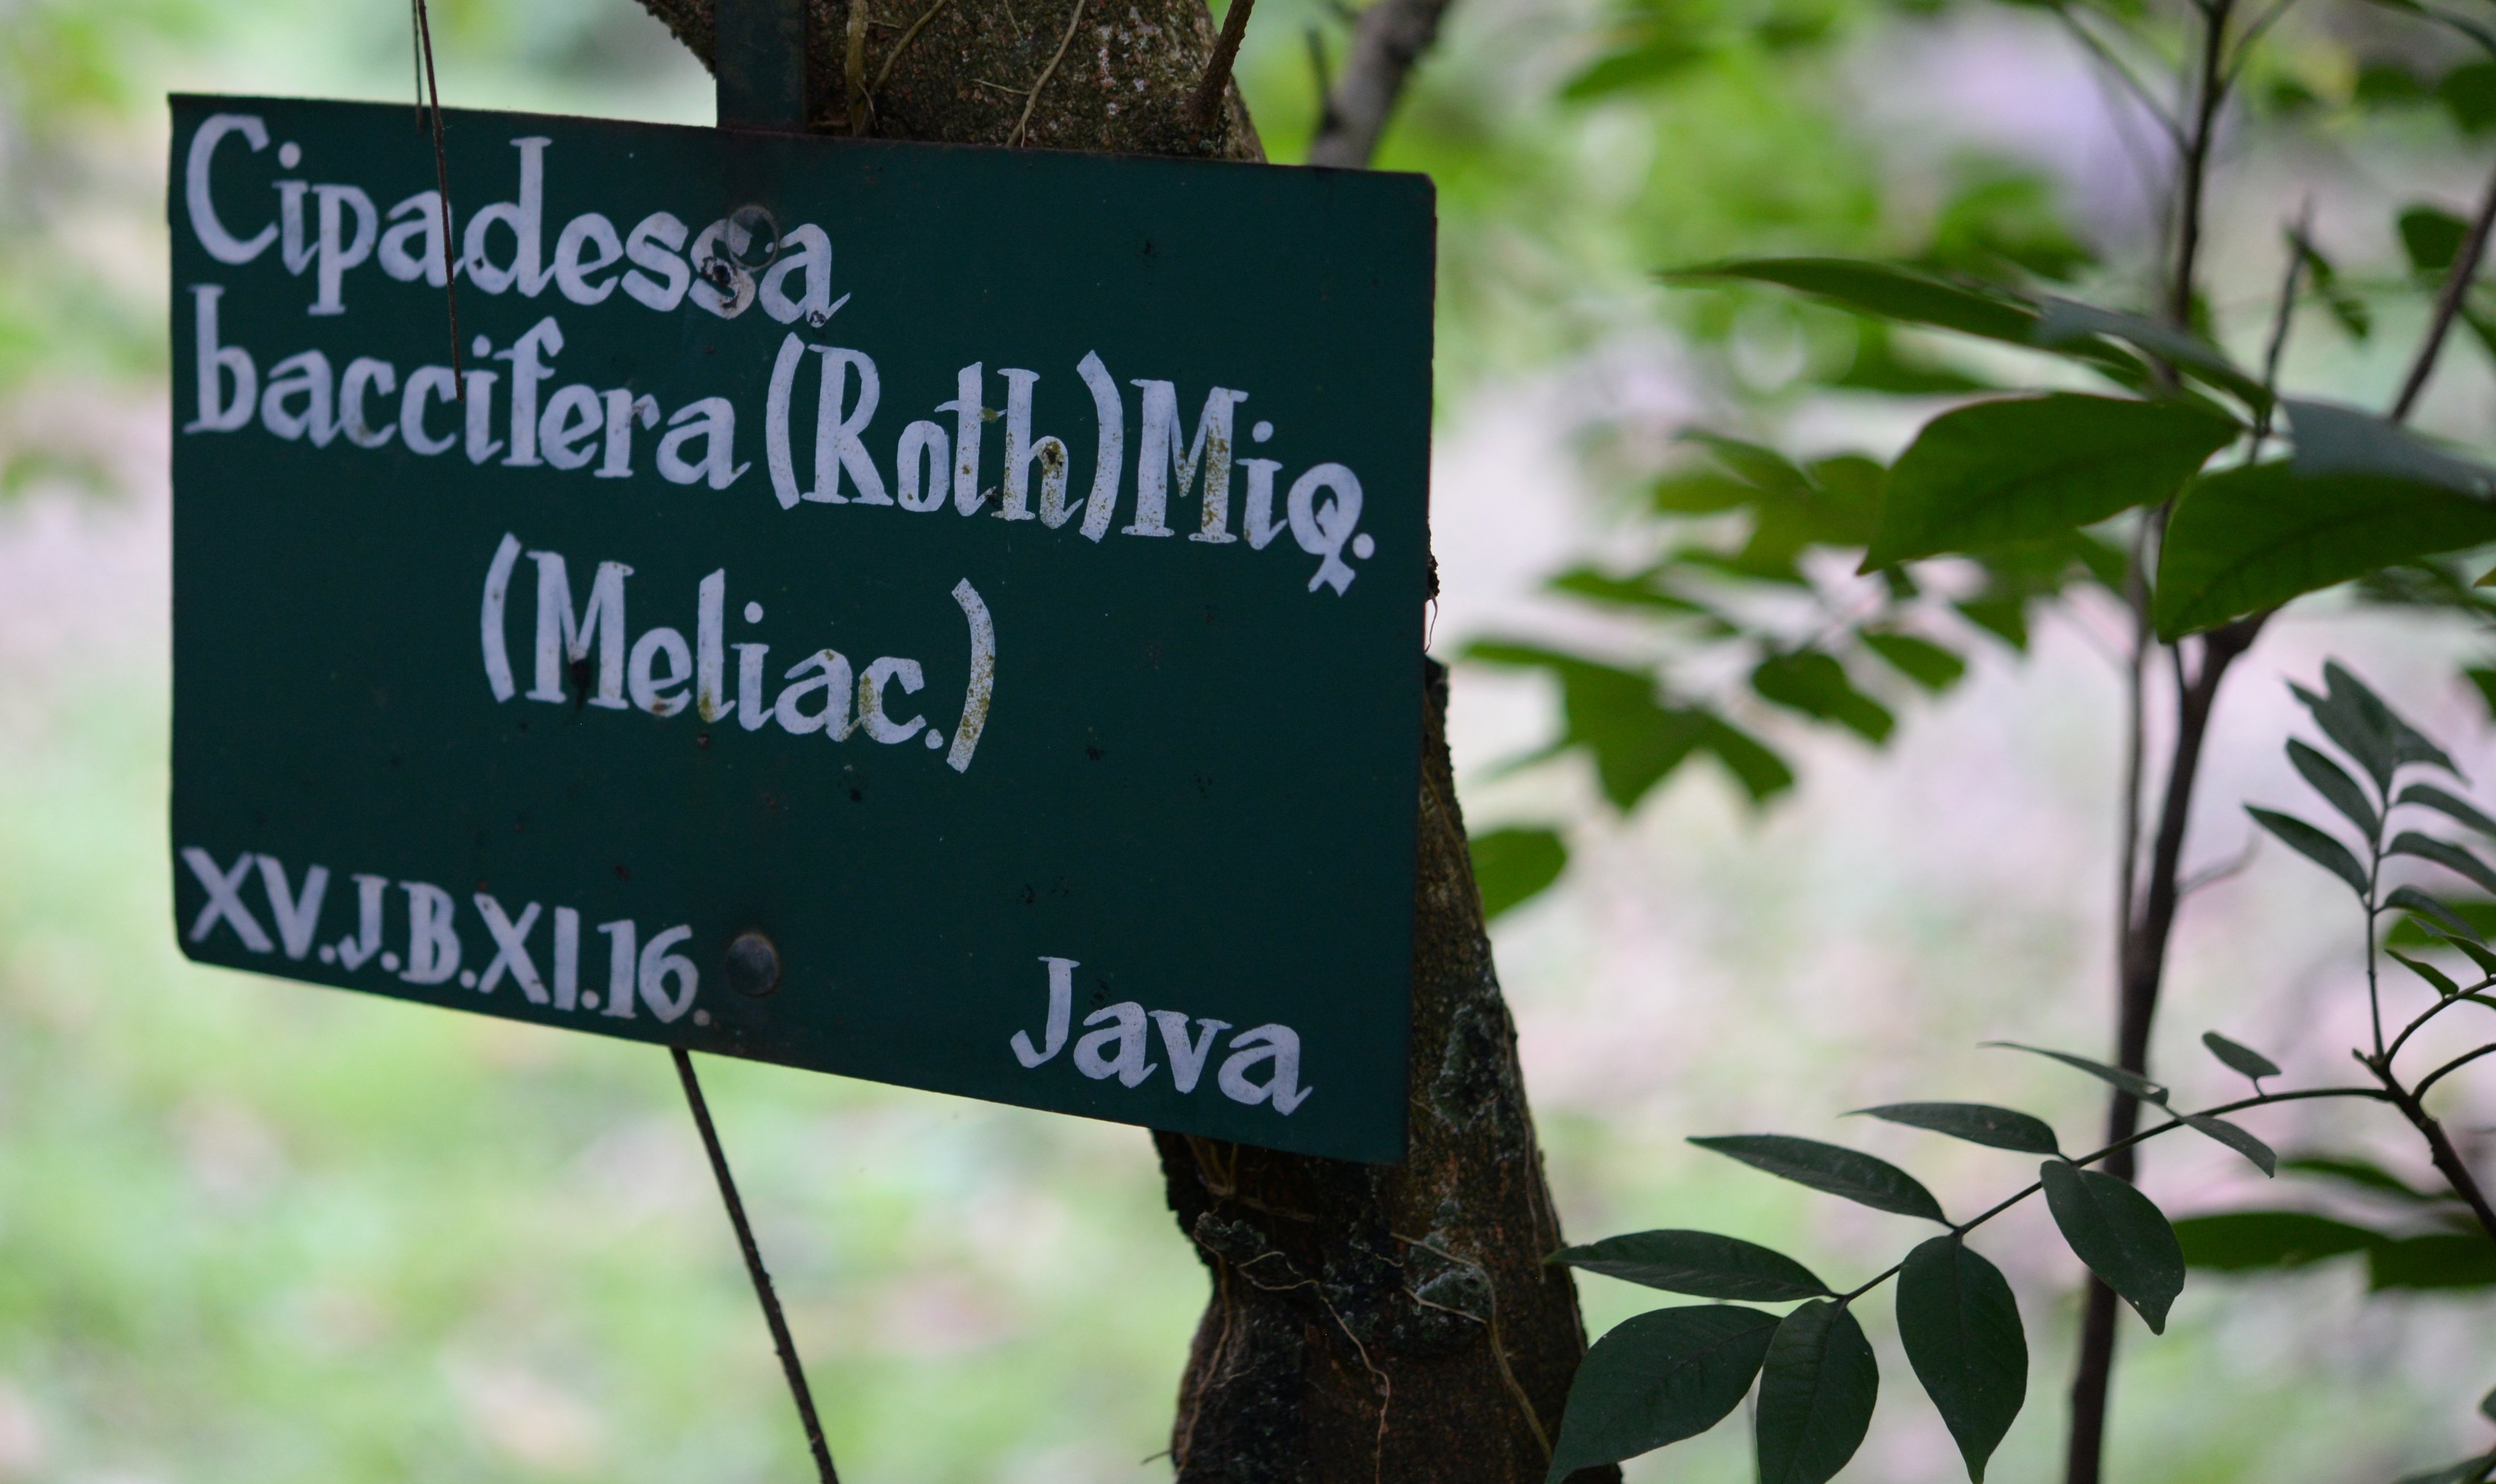 Cipadessa
baccifera (Roth) Miq.
(Meliac.)
XV.J.B.XI.16.
Java